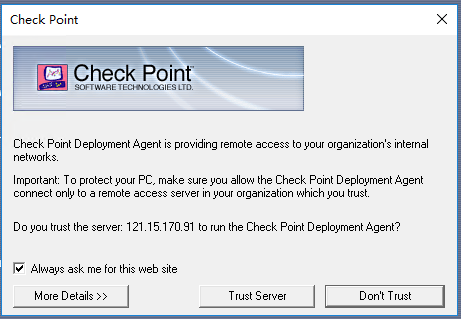 Check Point
Check Point™
SOFTWARE TECHNOLOGIES LTD.
Check Point Deployment Agent is providing remote access to your organization's internal
networks.
Important: To protect your PC, make sure you allow the Check Point Deployment Agent
connect only to a remote access server in your organization which you trust.
Do you trust the server: 121.15.170.91 to run the Check Point Deployment Agent?
Always ask me for this web site
More Details >>
Trust Server
Don't Trust